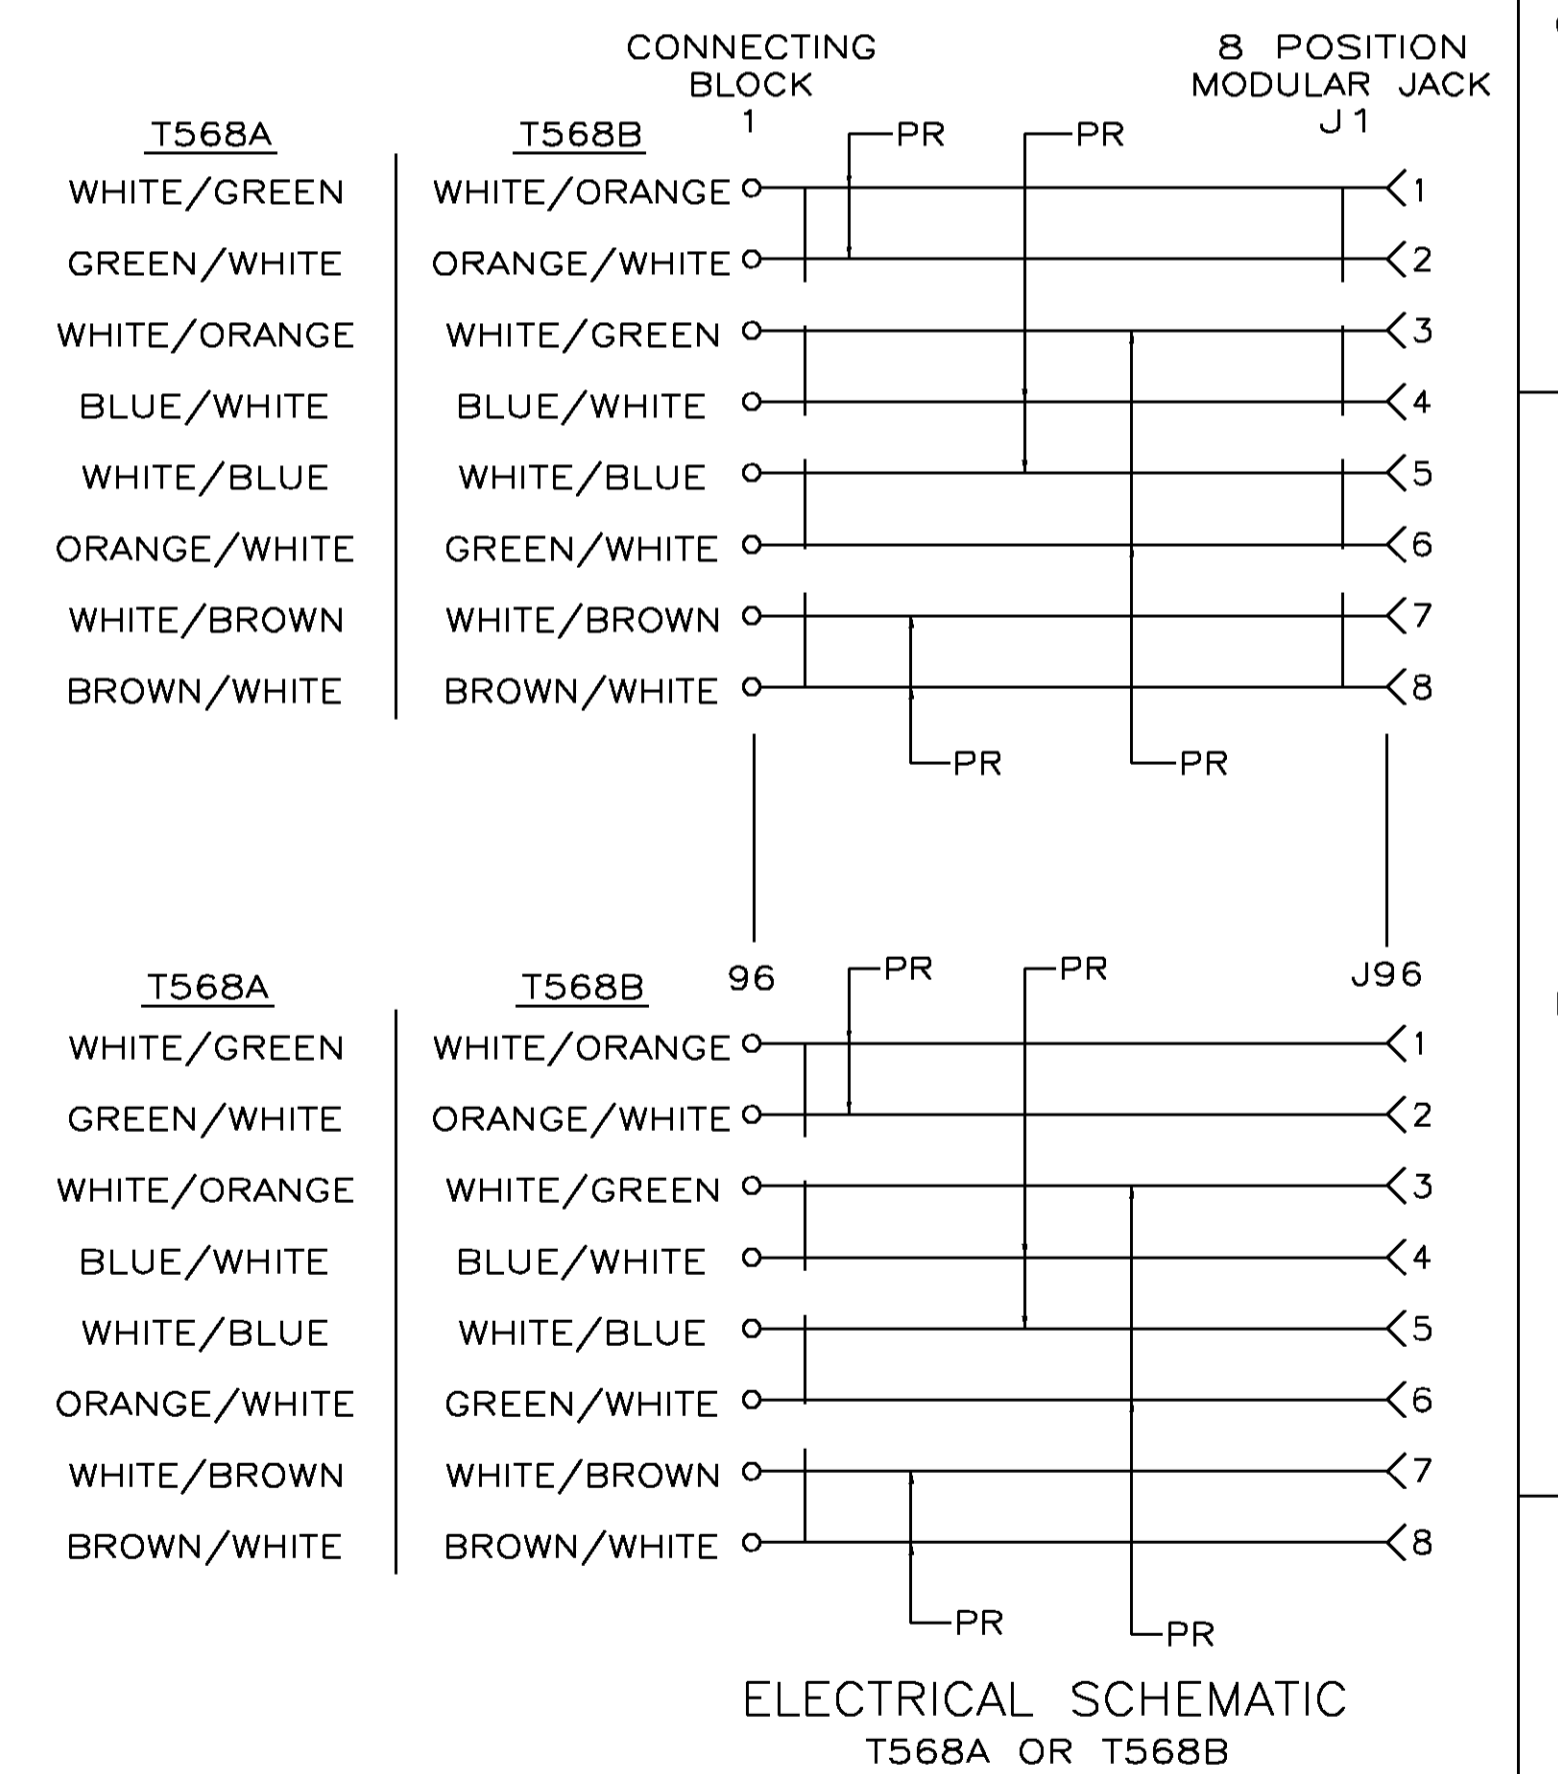 CONNECTING
BLOCK
1
8 POSITION
MODULAR JACK
J1
T568A
T568B
PR
PR
WHITE/GREEN WHITE/ORANGE 1
GREEN/WHITE ORANGE/WHITE 2
WHITE/ORANGE WHITE/GREEN 3
BLUE/WHITE BLUE/WHITE 4
WHITE/BLUE WHITE/BLUE 5
ORANGE/WHITE GREEN/WHITE 6
WHITE/BROWN WHITE/BROWN 7
BROWN/WHITE BROWN/WHITE 8
PR
PR
T568A
T568B
96
PR
PR
J96
WHITE/GREEN WHITE/ORANGE 1
GREEN/WHITE ORANGE/WHITE 2
WHITE/ORANGE WHITE/GREEN 3
BLUE/WHITE BLUE/WHITE 4
WHITE/BLUE WHITE/BLUE 5
ORANGE/WHITE GREEN/WHITE 6
WHITE/BROWN WHITE/BROWN 7
BROWN/WHITE BROWN/WHITE 8
PR
PR
ELECTRICAL SCHEMATIC
T568A OR T568B